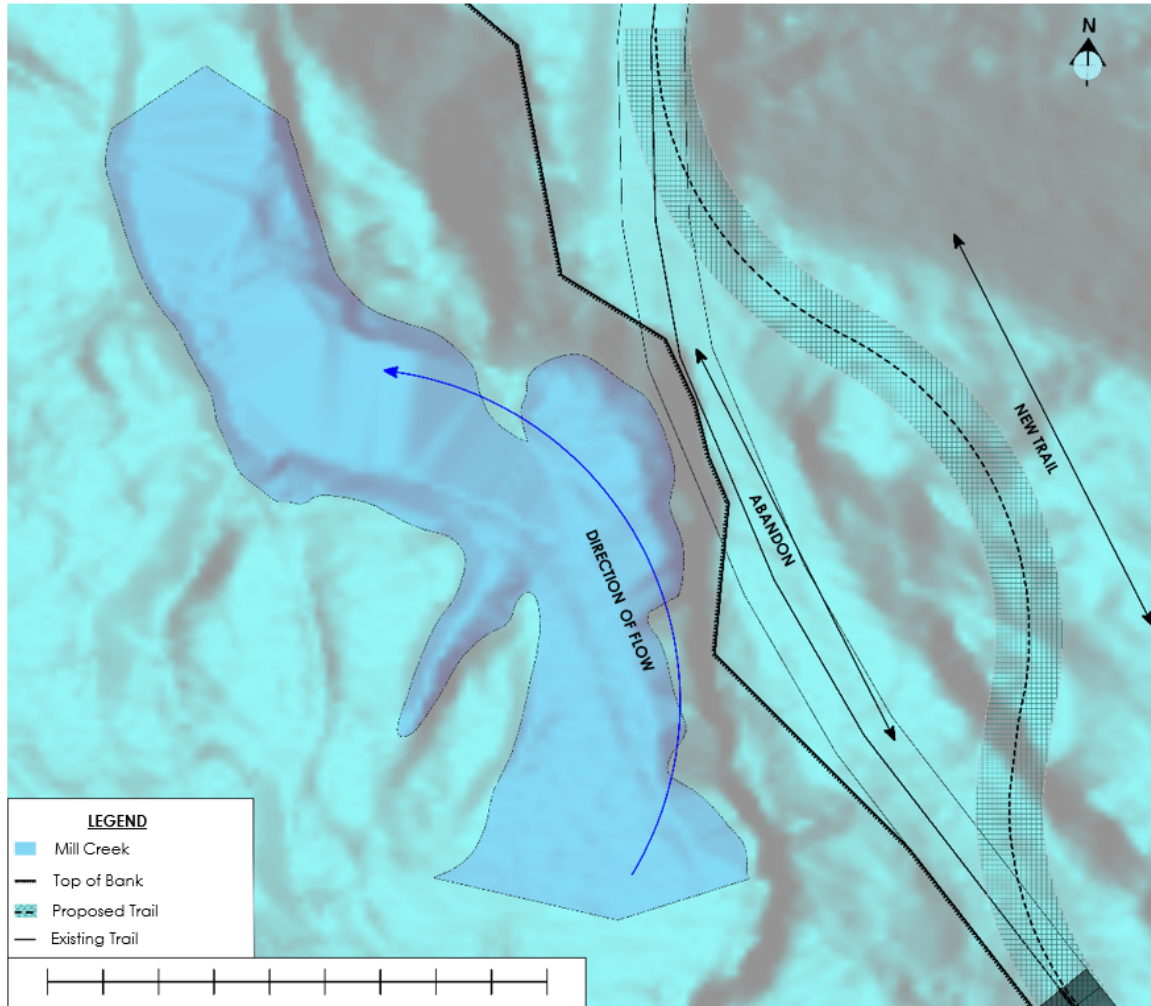 N
NEW TRAIL
ABANDON
DIRECTION OF FLOW
LEGEND
Mill Creek
Top of Bank
Proposed Trail
Existing Trail